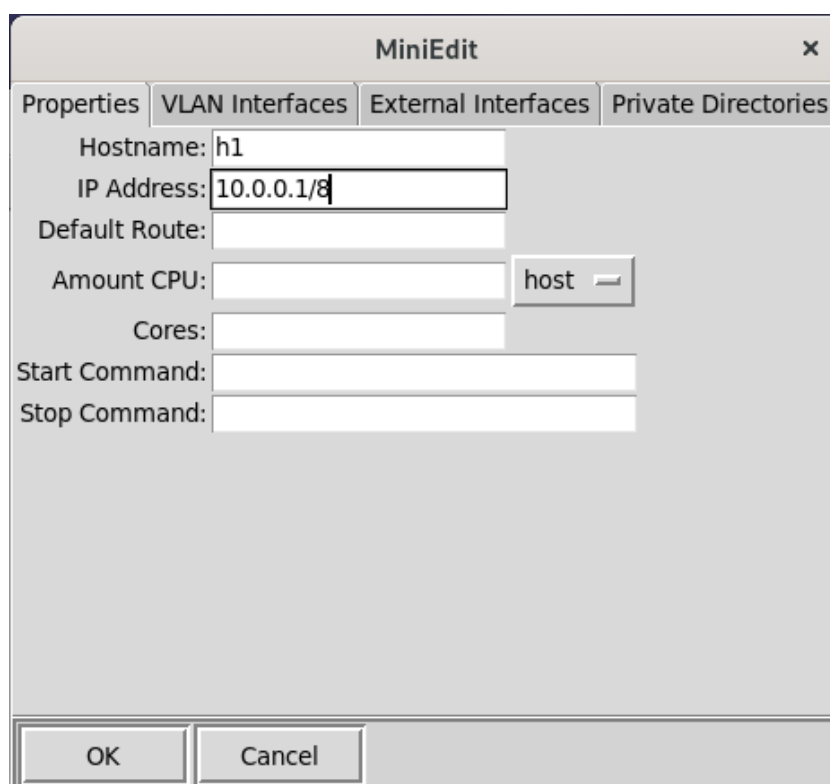 MiniEdit ×
Properties VLAN Interfaces External Interfaces Private Directories
Hostname: h1
IP Address: 10.0.0.1/8
Default Route:
Amount CPU: host
Cores:
Start Command:
Stop Command:
OK Cancel